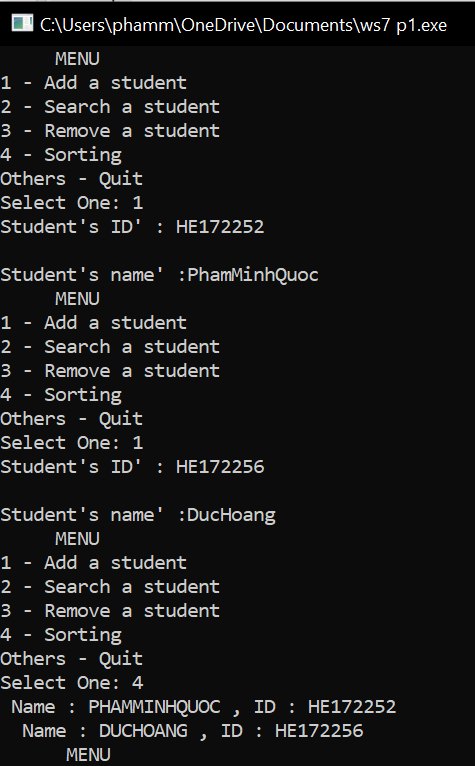 C:\Users\phamm\OneDrive\Documents\ws7 p1.exe
MENU
1 - Add a student
2 - Search a student
3 - Remove a student
4 - Sorting
Others - Quit
Select One: 1
Student's ID' : HE172252
Student's name' :PhamMinhQuoc
MENU
1 - Add a student
2 - Search a student
3 - Remove a student
4 - Sorting
Others - Quit
Select One: 1
Student's ID' : HE172256
Student's name' :DucHoang
MENU
1 - Add a student
2 - Search a student
3 - Remove a student
4 - Sorting
Others - Quit
Select One: 4
Name : PHAMMINHQUOC , ID : HE172252
Name : DUCHOANG , ID : HE172256
MENU